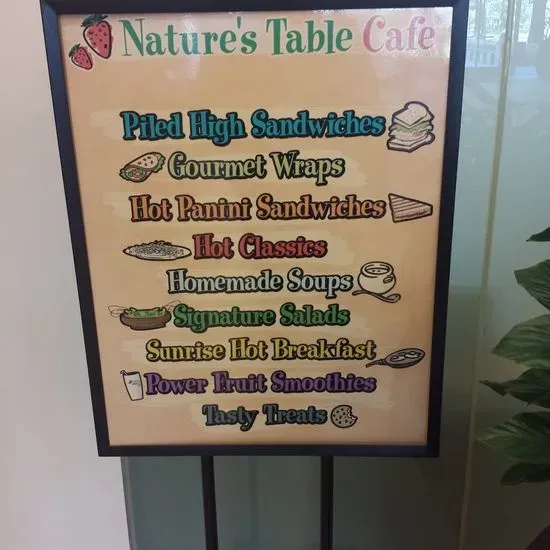 Nature's Table Cafe
Piled High Sandwiches
Gourmet Wraps
Hot Panini Sandwiches
Hot Classics
Homemade Soups
Signature Salads
Sunrise Hot Breakfast
Power Fruit Smoothies
Tasty Treats